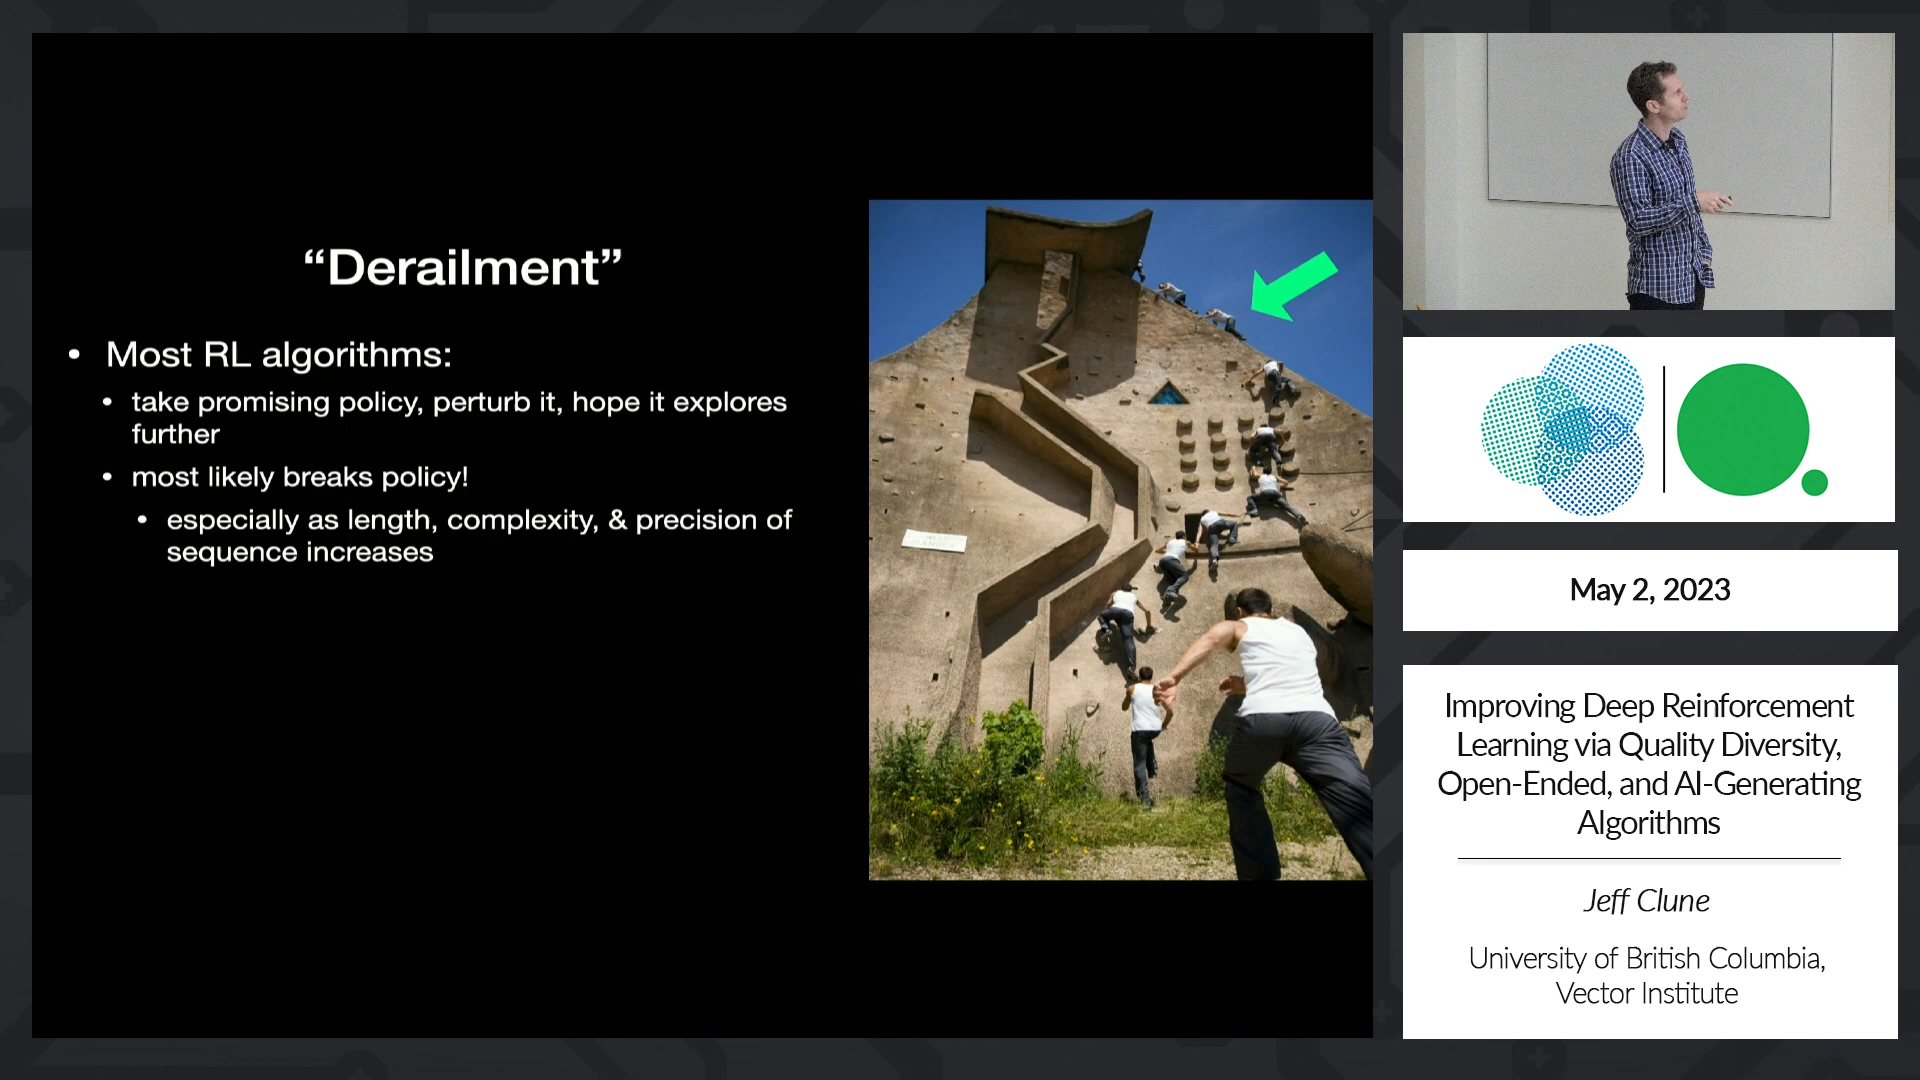 “Derailment”
• Most RL algorithms:
• take promising policy, perturb it, hope it explores
further
• most likely breaks policy!
• especially as length, complexity, & precision of
sequence increases
May 2, 2023
Improving Deep Reinforcement
Learning via Quality Diversity,
Open-Ended, and AI-Generating
Algorithms
Jeff Clune
University of British Columbia,
Vector Institute